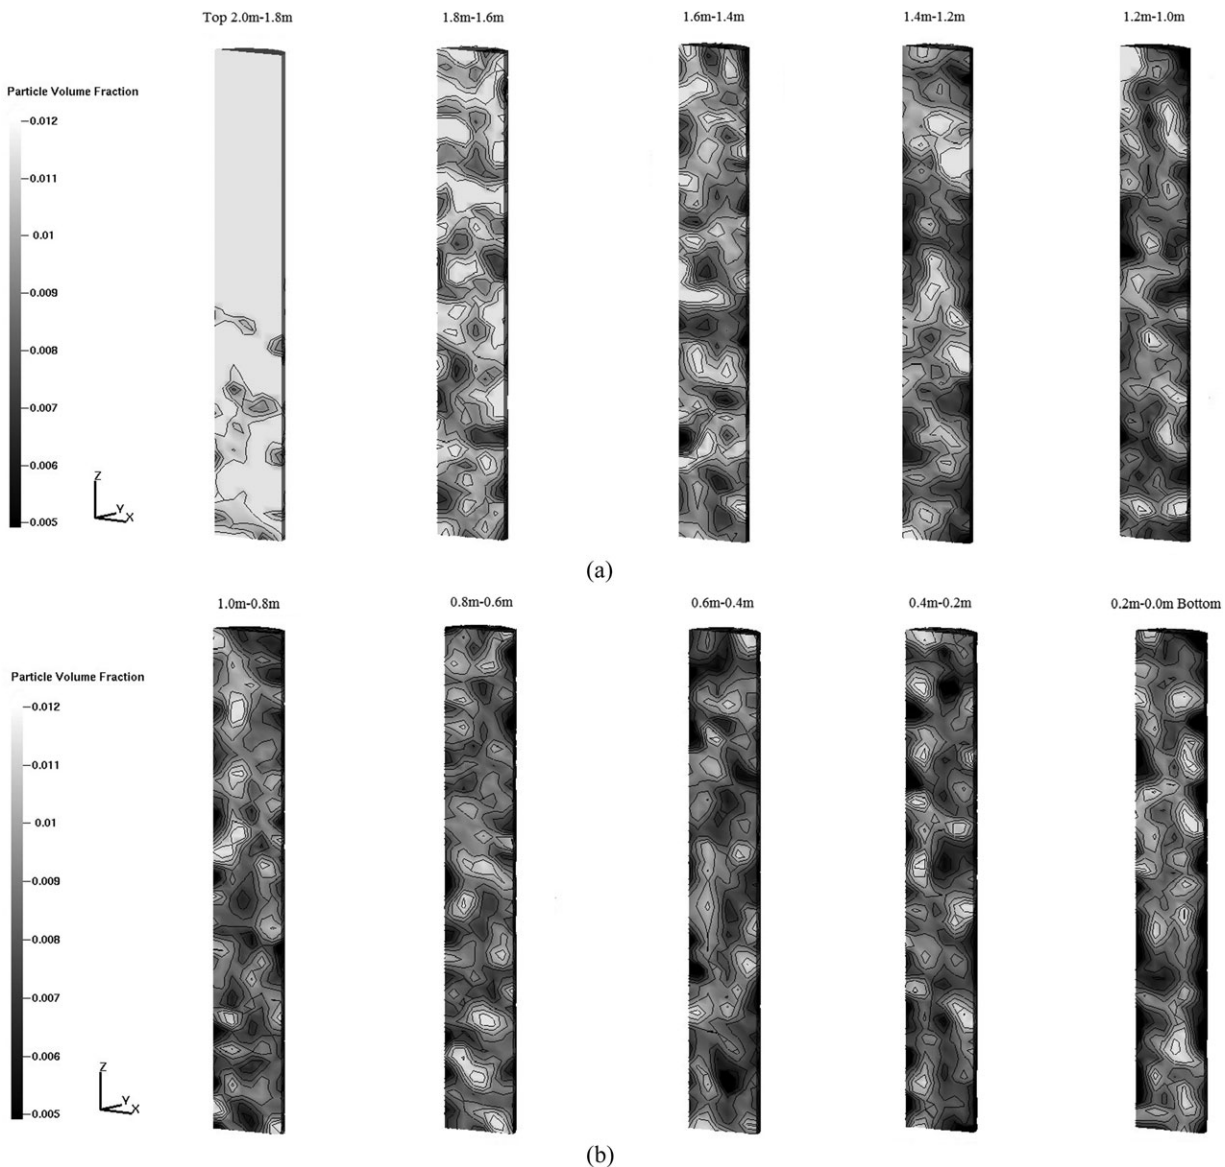 Top 2.0m-1.8m 1.8m-1.6m 1.6m-1.4m 1.4m-1.2m 1.2m-1.0m
Particle Volume Fraction
0.012
0.011
0.01
0.009
0.008
0.007
0.006
0.005
Z
Y
X
(a)
1.0m-0.8m 0.8m-0.6m 0.6m-0.4m 0.4m-0.2m 0.2m-0.0m Bottom
Particle Volume Fraction
0.012
0.011
0.01
0.009
0.008
0.007
0.006
0.005
Z
Y
X
(b)